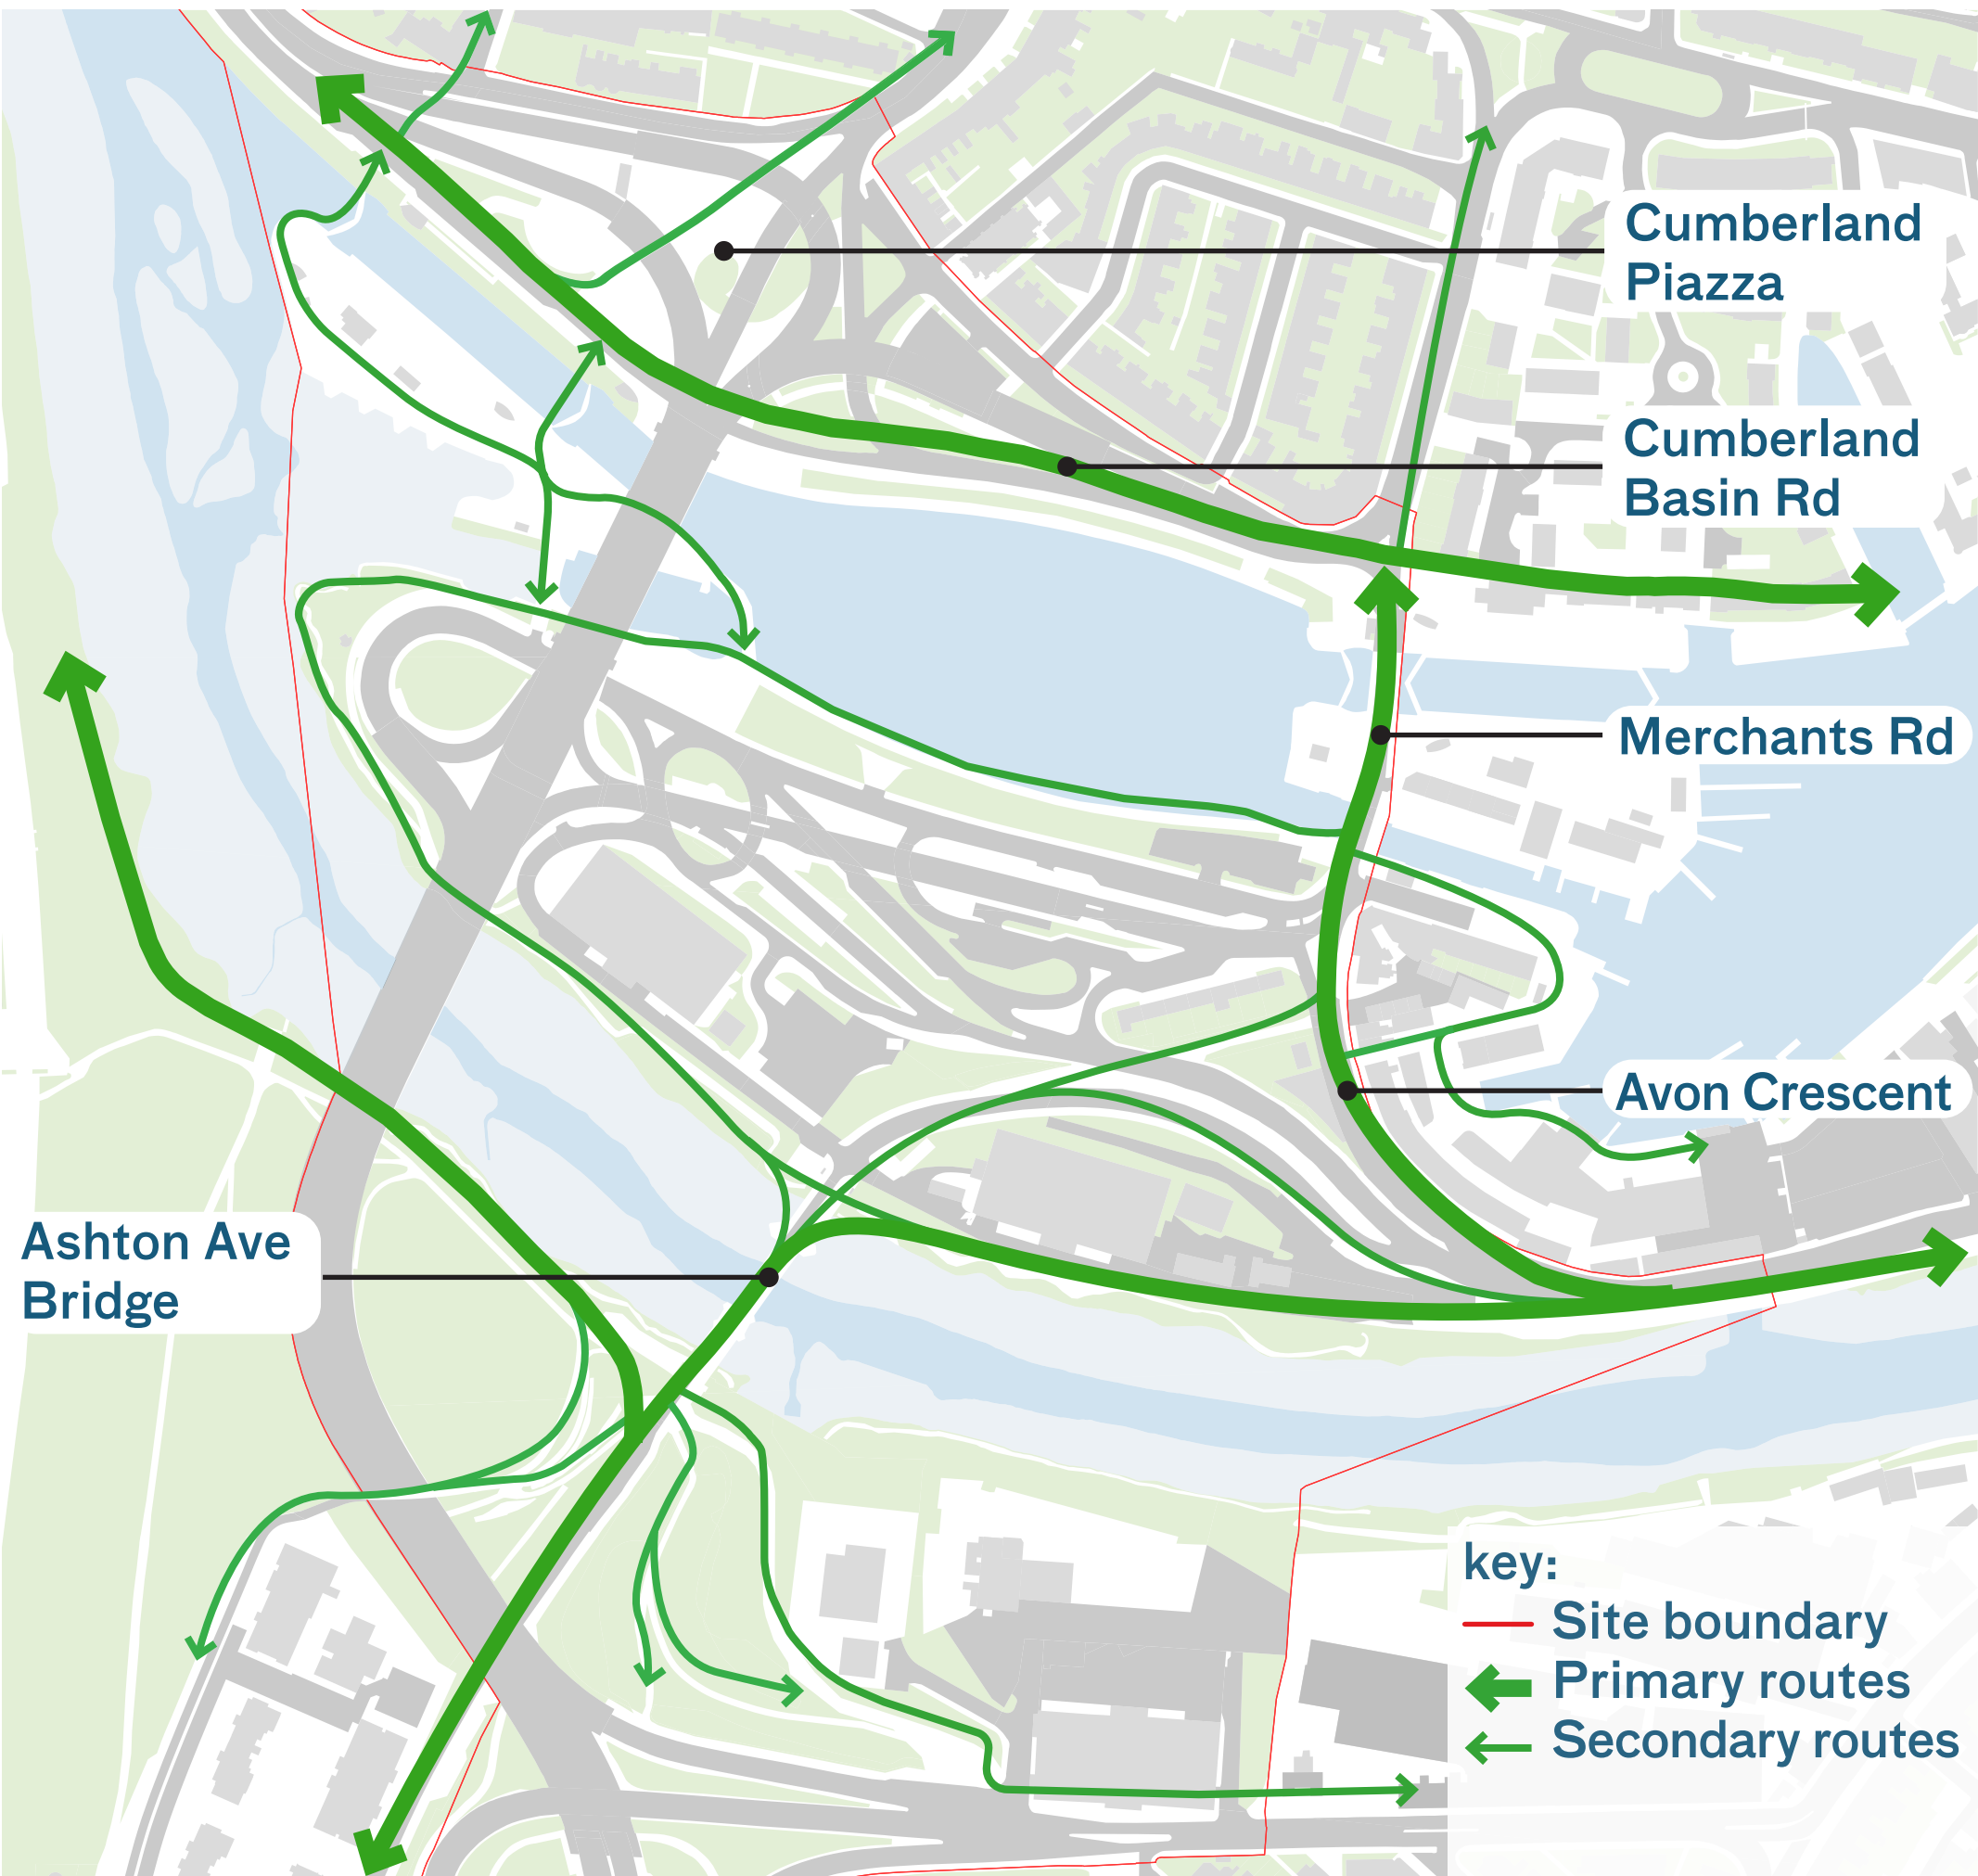 Cumberland
Piazza
Cumberland
Basin Rd
Merchants Rd
Avon Crescent
Ashton Ave
Bridge
key:
Site boundary
Primary routes
Secondary routes